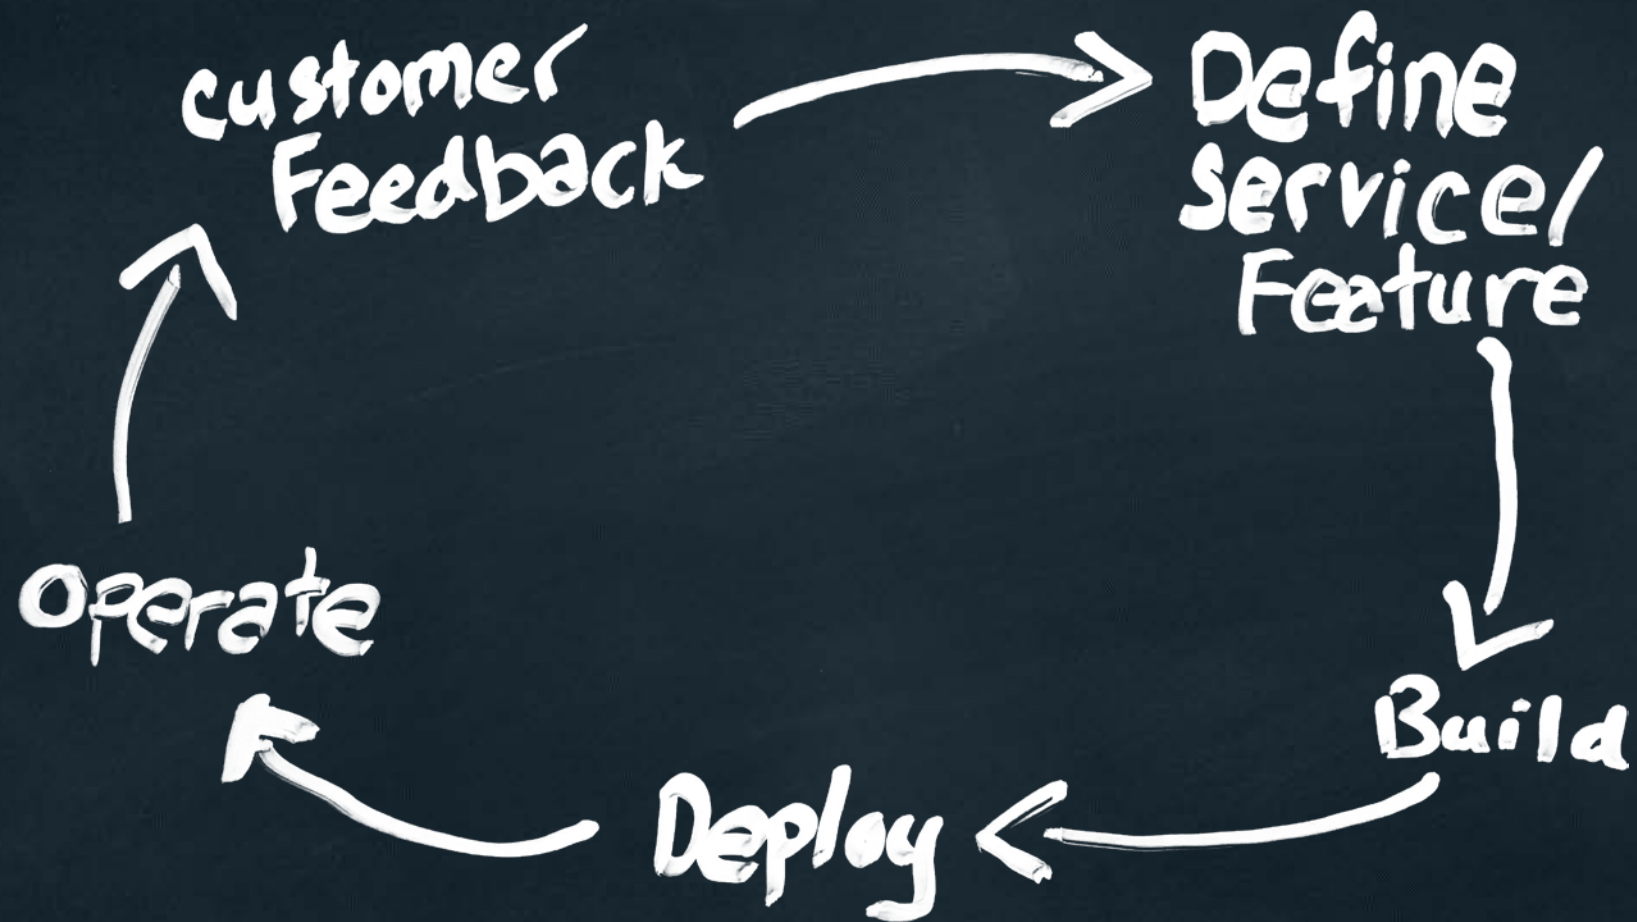 customer
Feedback
Define
service/
Feature
Build
Deploy
operate